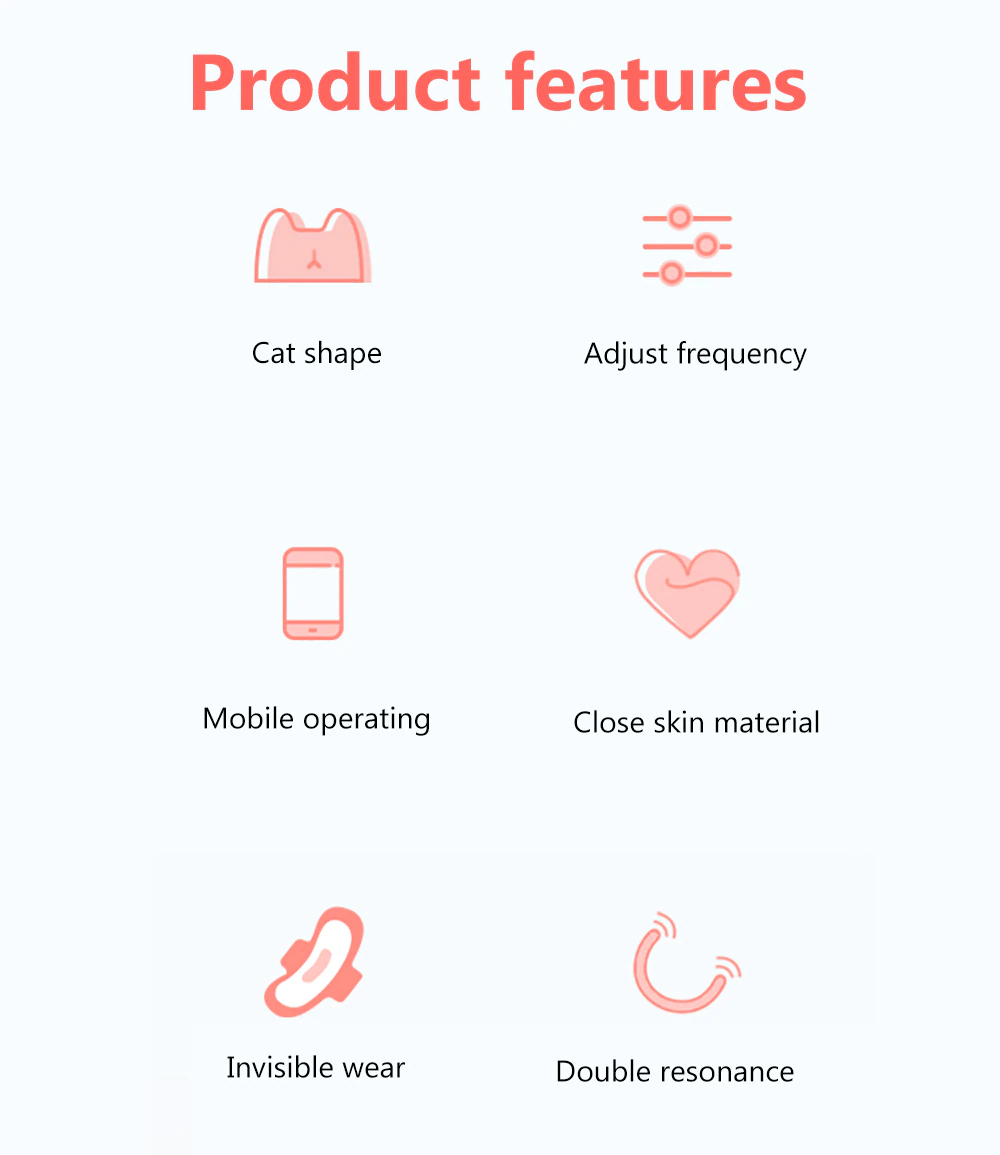 Product features
Cat shape
Adjust frequency
Mobile operating
Close skin material
Invisible wear
Double resonance